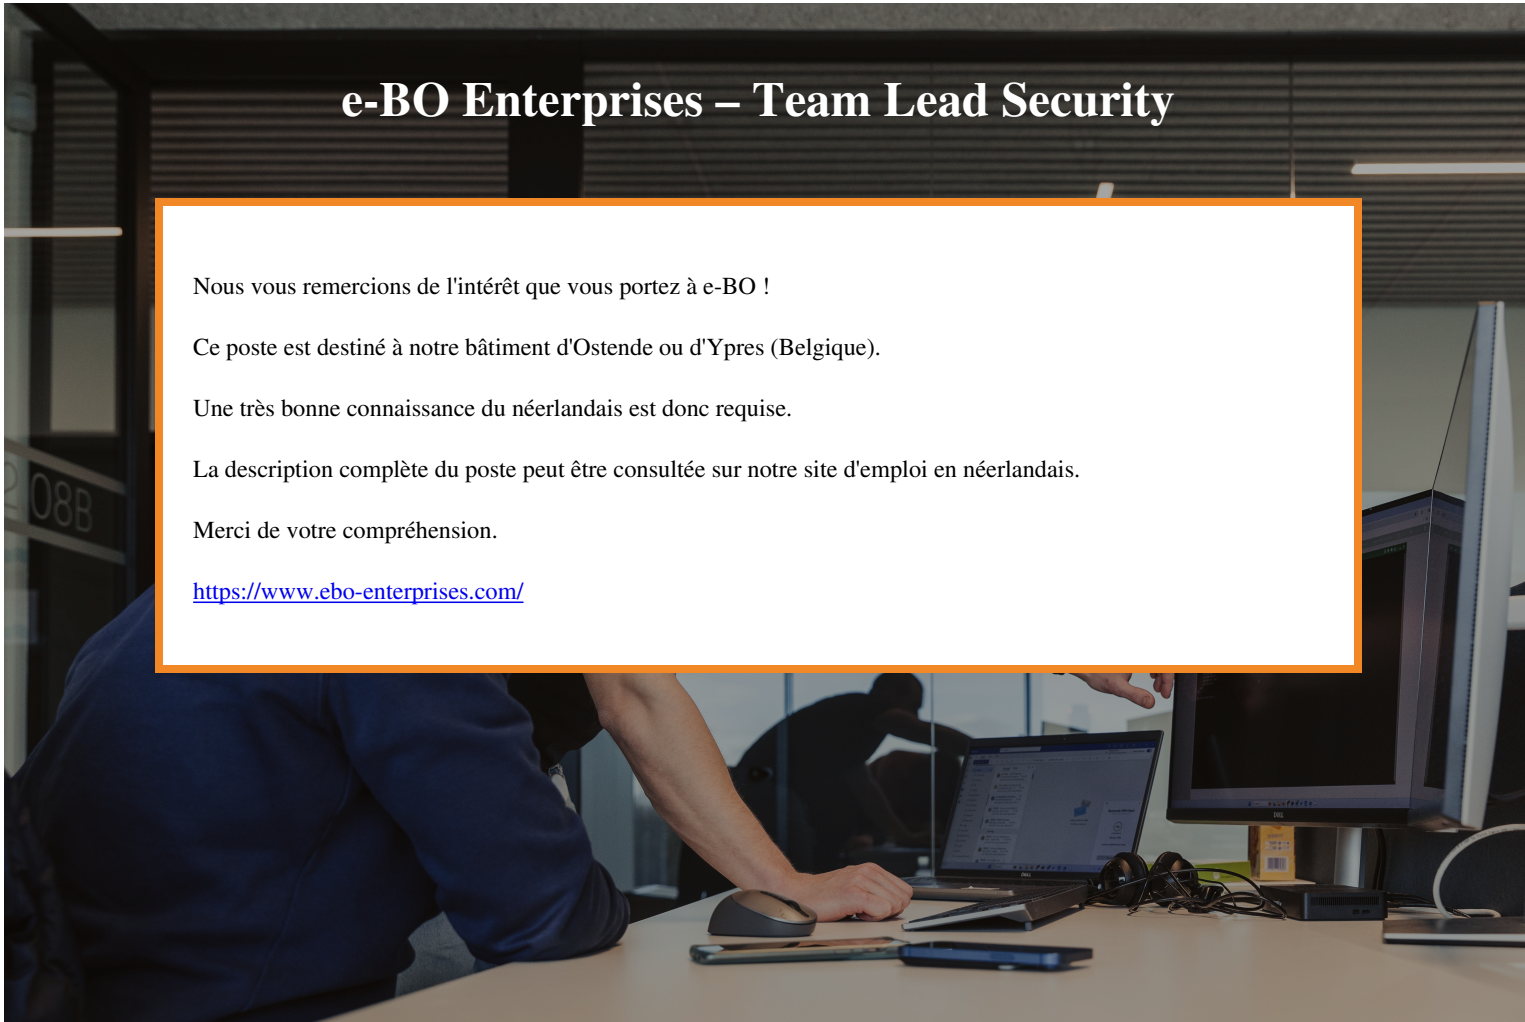 e-BO Enterprises – Team Lead Security
Nous vous remercions de l'intérêt que vous portez à e-BO !
Ce poste est destiné à notre bâtiment d'Ostende ou d'Ypres (Belgique).
Une très bonne connaissance du néerlandais est donc requise.
La description complète du poste peut être consultée sur notre site d'emploi en néerlandais.
Merci de votre compréhension.
https://www.ebo-enterprises.com/
08B
DELL
DELL